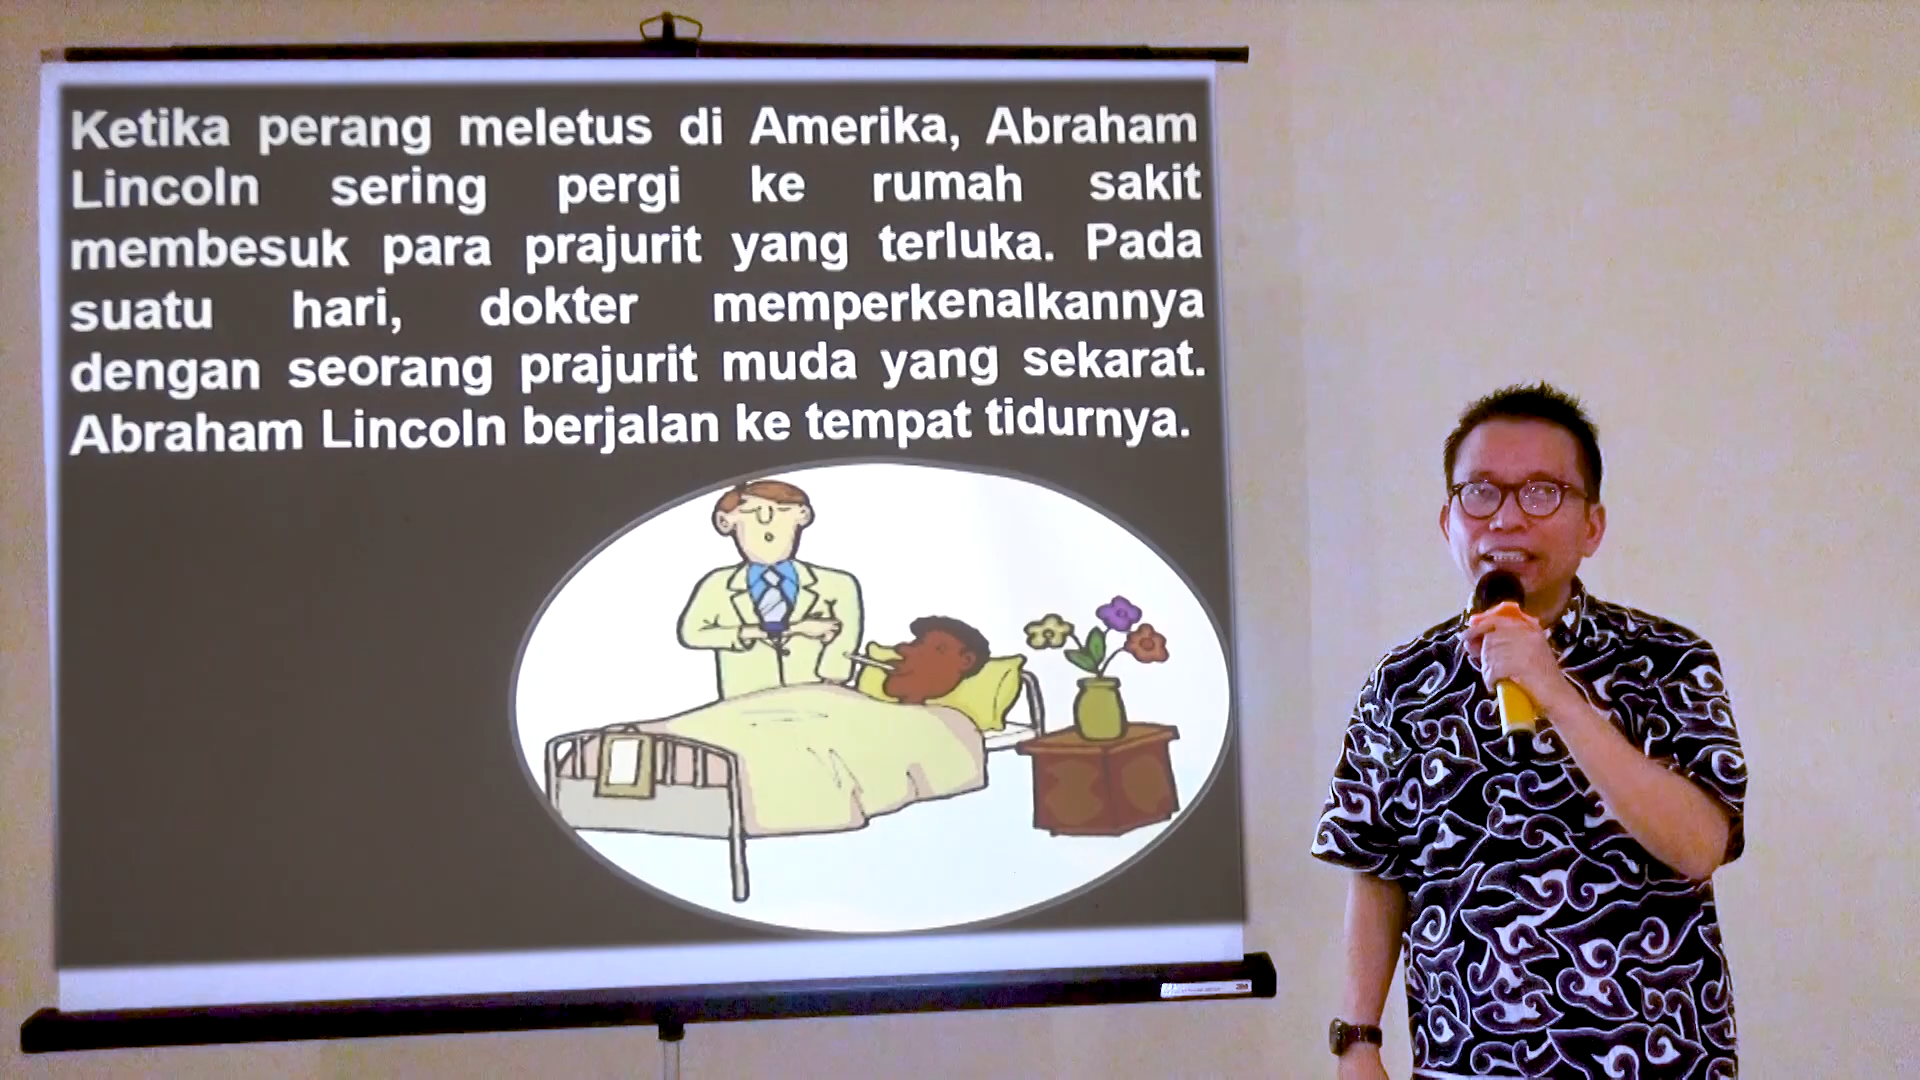 Ketika perang meletus di Amerika, Abraham
Lincoln sering pergi ke rumah sakit
membesuk para prajurit yang terluka. Pada
suatu hari, dokter memperkenalkannya
dengan seorang prajurit muda yang sekarat.
Abraham Lincoln berjalan ke tempat tidurnya.